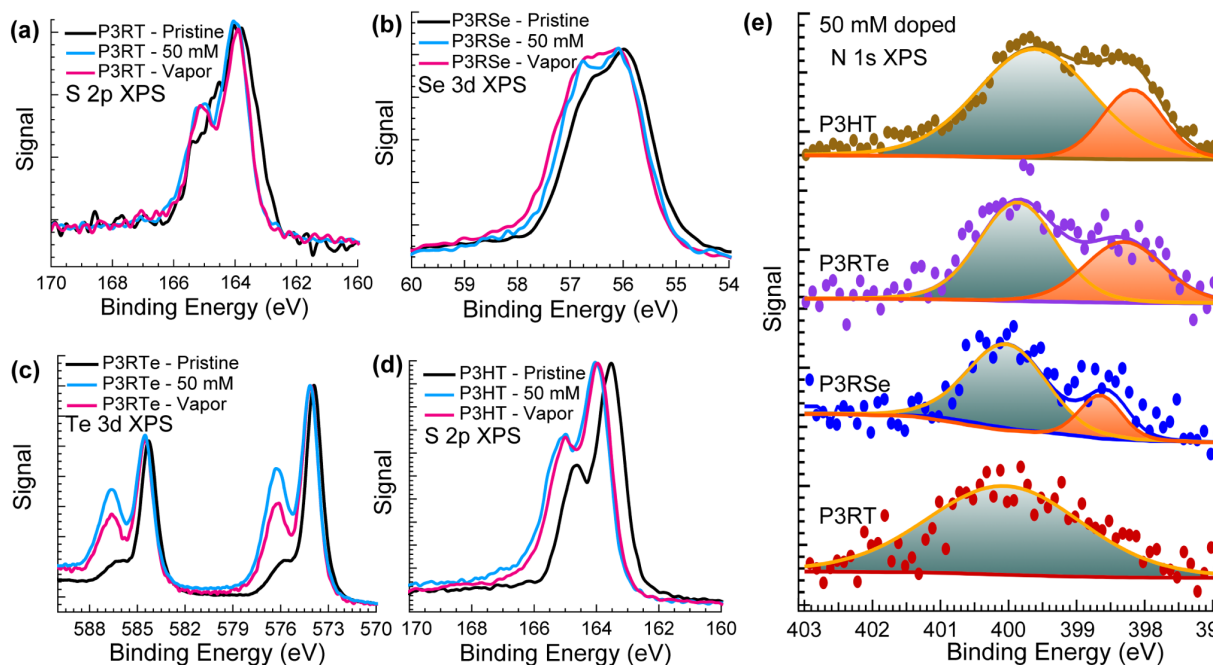 (a)
P3RT - Pristine
P3RT - 50 mM
P3RT - Vapor
S 2p XPS
Signal
170 168 166 164 162 160
Binding Energy (eV)
(b)
P3RSe - Pristine
P3RSe - 50 mM
P3RSe - Vapor
Se 3d XPS
Signal
60 59 58 57 56 55 54
Binding Energy (eV)
(c)
P3RTe - Pristine
P3RTe - 50 mM
P3RTe - Vapor
Te 3d XPS
Signal
588 585 582 579 576 573 570
Binding Energy (eV)
(d)
P3HT - Pristine
P3HT - 50 mM
P3HT - Vapor
S 2p XPS
Signal
170 168 166 164 162 160
Binding Energy (eV)
(e)
50 mM doped
N 1s XPS
P3HT
P3RTe
P3RSe
P3RT
Signal
403 402 401 400 399 398 39
Binding Energy (eV)